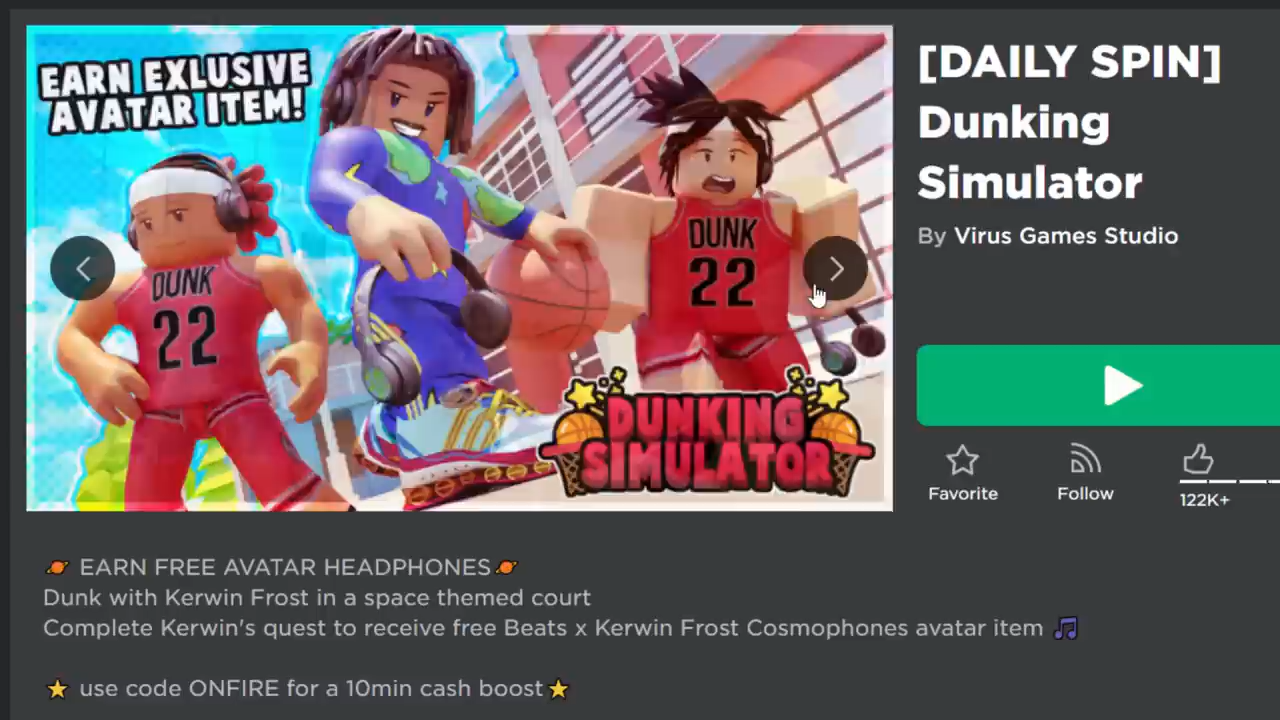 EARN EXLUSIVE
AVATAR ITEM!
DUNK
22
DUNK
22
DUNKING
SIMULATOR
[DAILY SPIN]
Dunking
Simulator
By Virus Games Studio
Favorite
Follow
122K+
🪐 EARN FREE AVATAR HEADPHONES🪐
Dunk with Kerwin Frost in a space themed court
Complete Kerwin's quest to receive free Beats x Kerwin Frost Cosmophones avatar item 🎵
⭐ use code ONFIRE for a 10min cash boost⭐